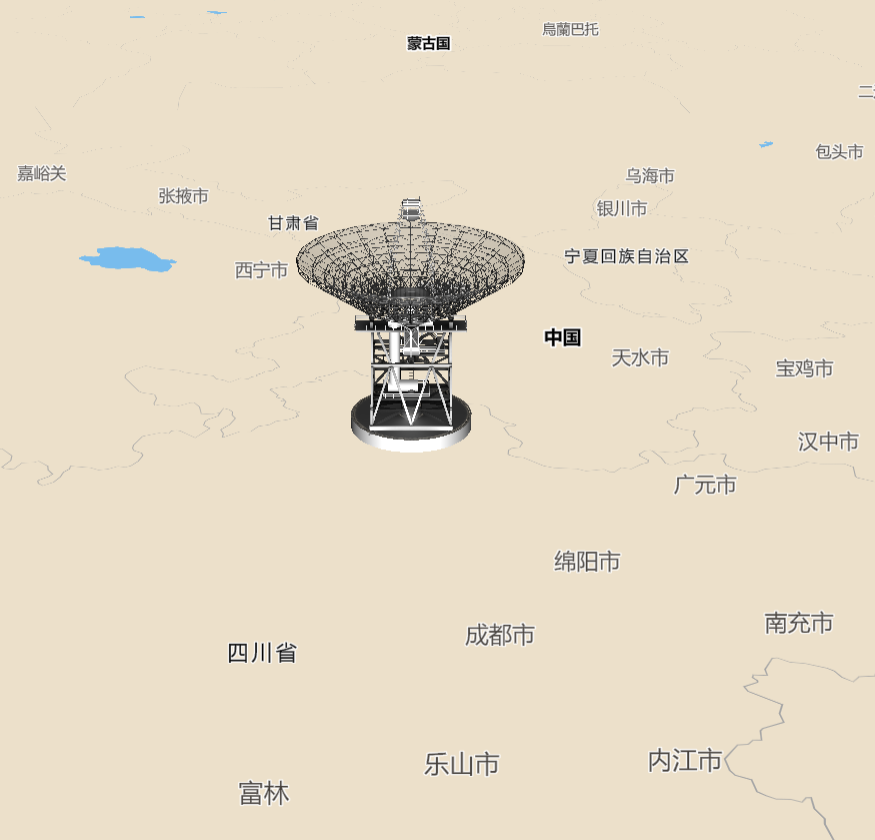 烏蘭巴托
蒙古国
包头市
嘉峪关
乌海市
张掖市
银川市
甘肃省
宁夏回族自治区
西宁市
中国
天水市
宝鸡市
汉中市
广元市
绵阳市
南充市
成都市
四川省
内江市
乐山市
富林